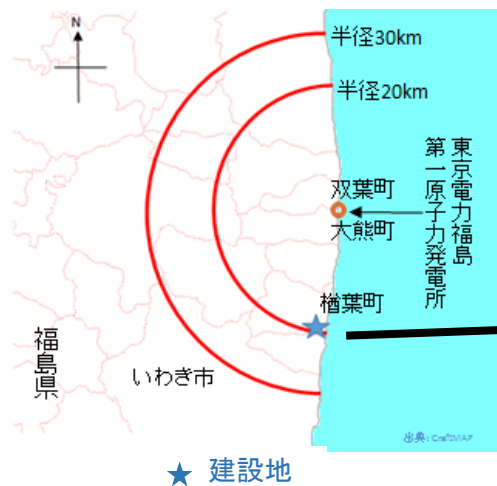 N
半径30km
半径20km
東京電力福島
第一原子力発電所
双葉町
大熊町
楢葉町
福島県
いわき市
出典: CraftMAP
建設地